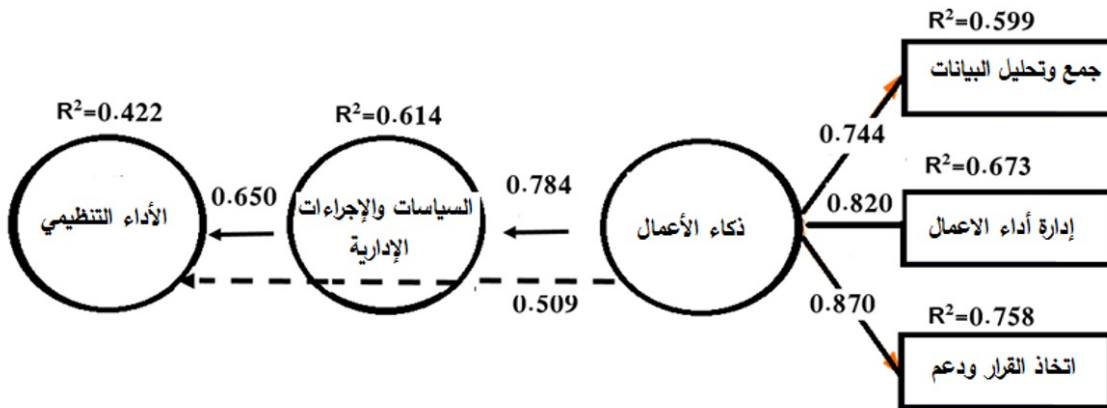 R²=0.599
جمع وتحليل البيانات
0.744
R²=0.673
إدارة أداء الاعمال
0.820
R²=0.758
اتخاذ القرار ودعم
0.870
ذكاء الأعمال
0.784
R²=0.614
السياسات والإجراءات
الإدارية
0.650
0.509
R²=0.422
الأداء التنظيمي